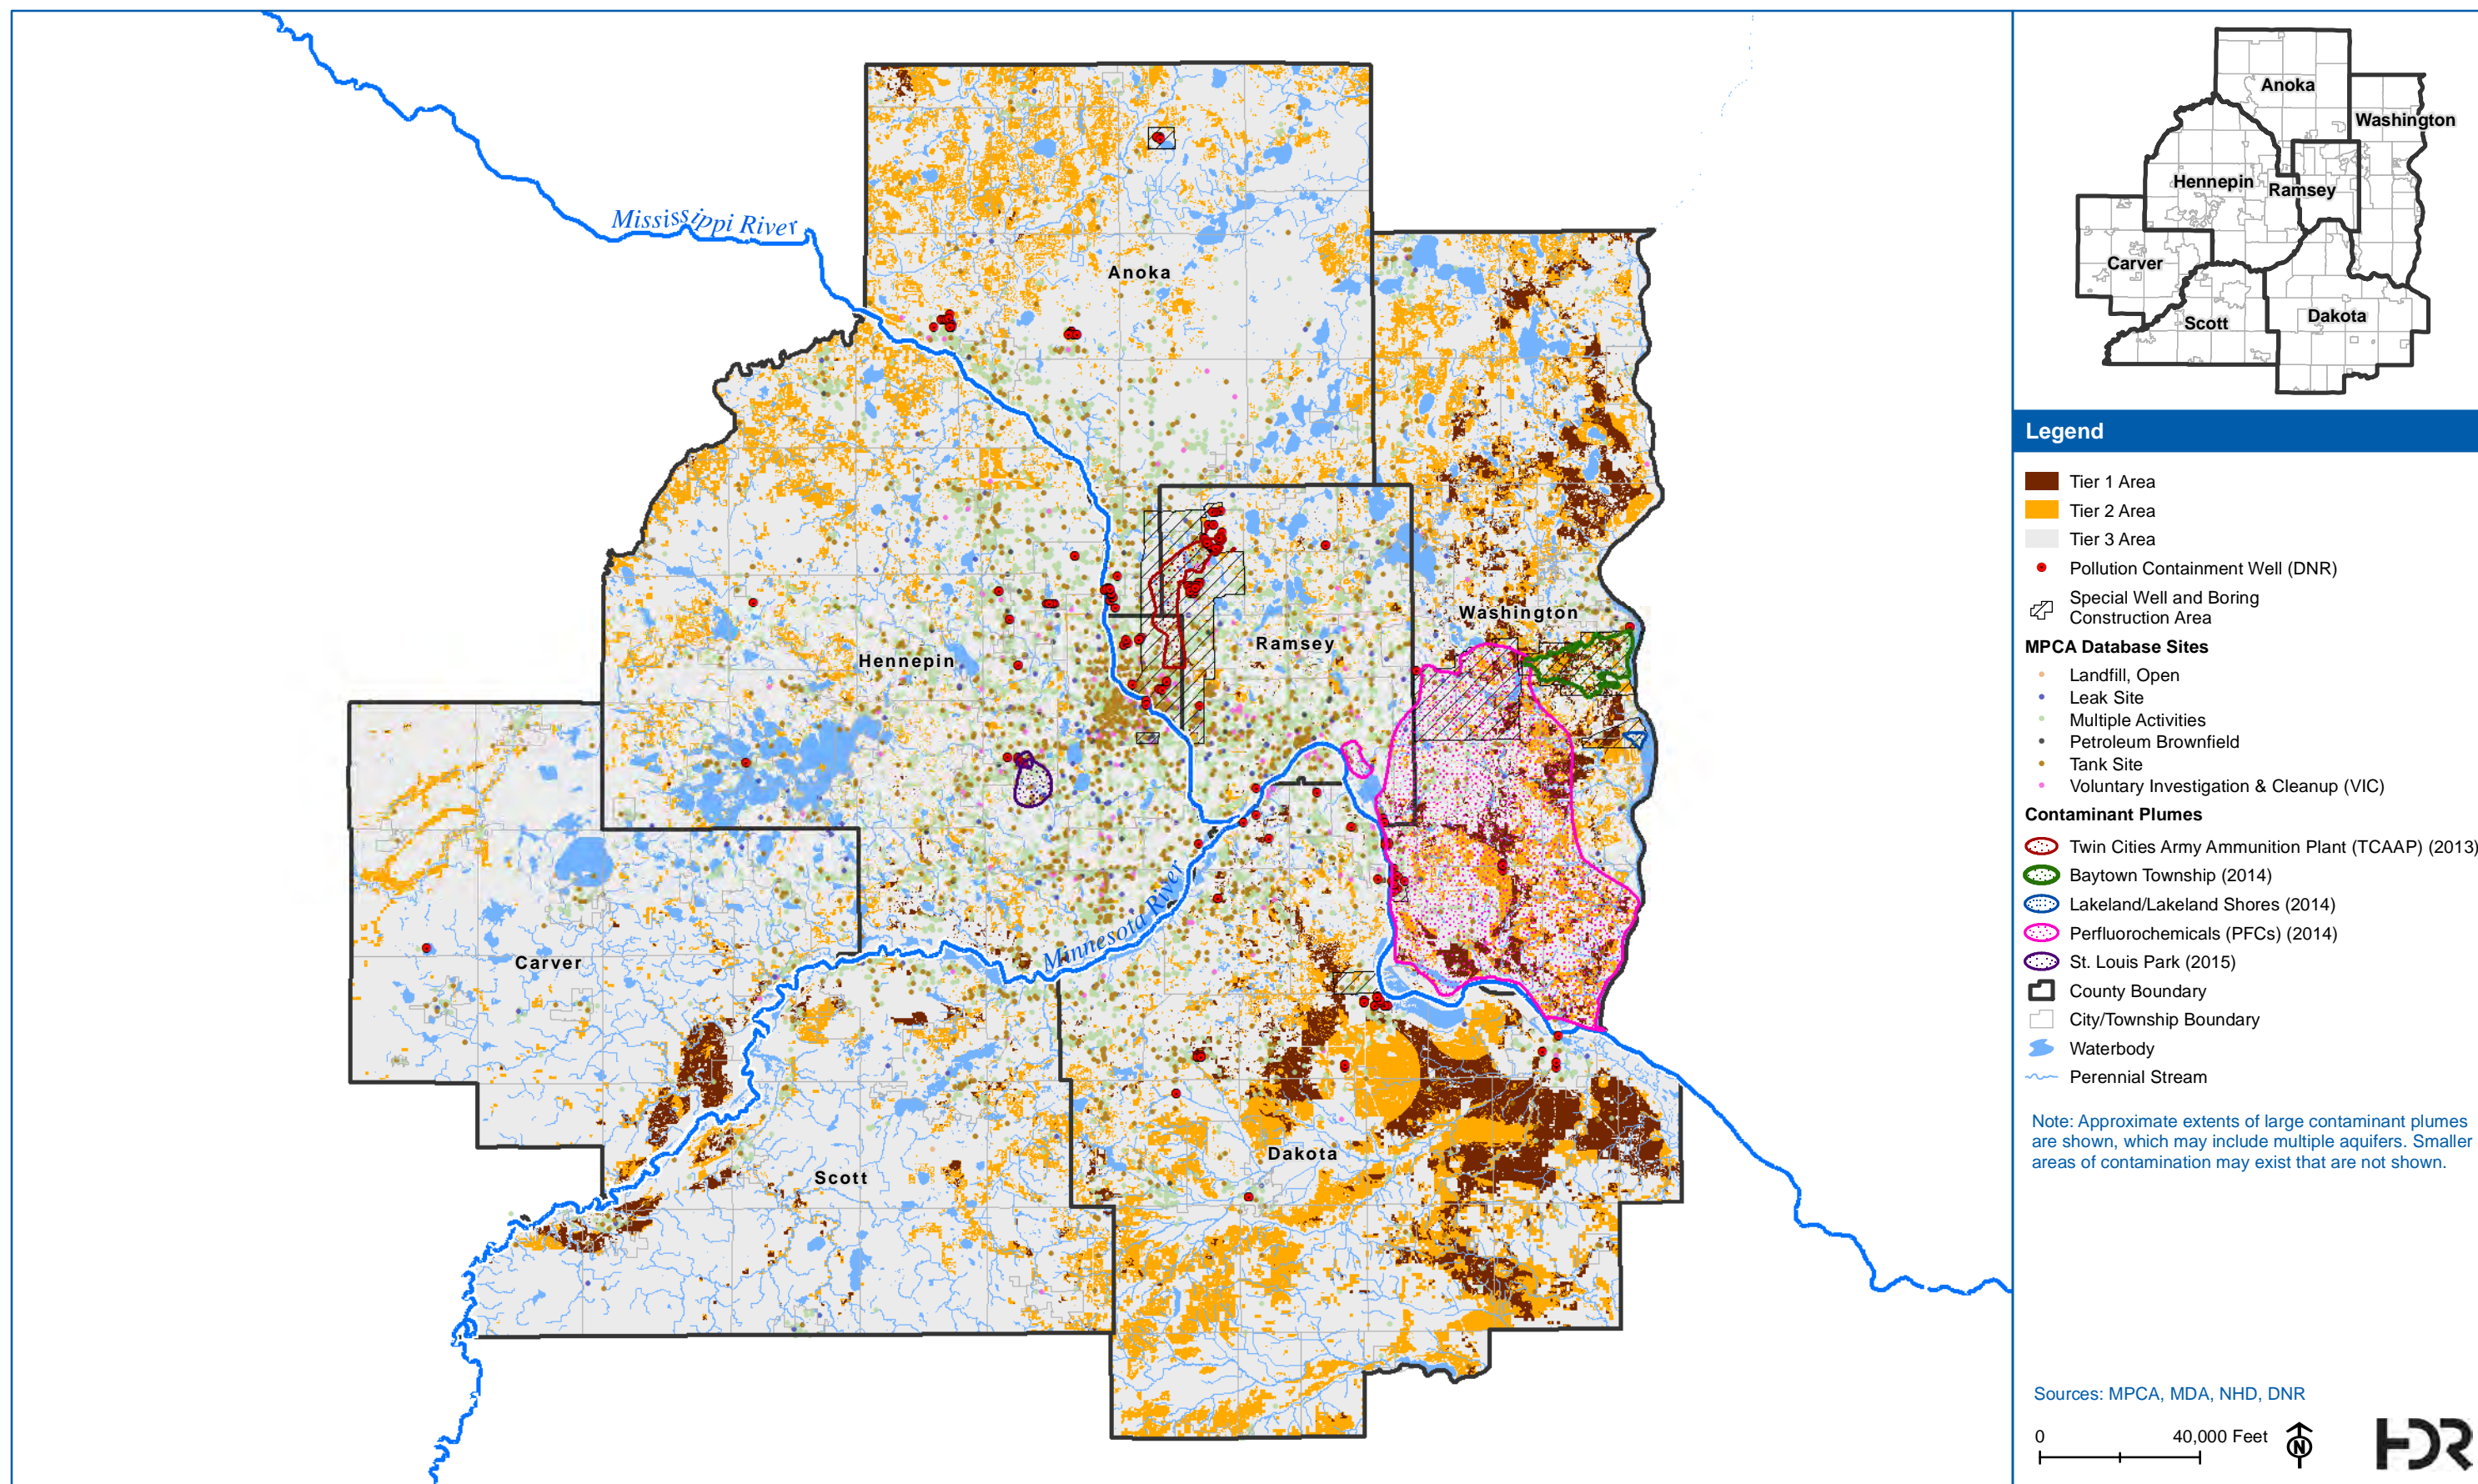 Mississippi River
Anoka
Washington
Hennepin
Ramsey
Carver
Minnesota River
Scott
Dakota
Anoka
Washington
Hennepin
Ramsey
Carver
Scott
Dakota
Legend
Tier 1 Area
Tier 2 Area
Tier 3 Area
Pollution Containment Well (DNR)
Special Well and Boring
Construction Area
MPCA Database Sites
Landfill, Open
Leak Site
Multiple Activities
Petroleum Brownfield
Tank Site
Voluntary Investigation & Cleanup (VIC)
Contaminant Plumes
Twin Cities Army Ammunition Plant (TCAAP) (2013)
Baytown Township (2014)
Lakeland/Lakeland Shores (2014)
Perfluorochemicals (PFCs) (2014)
St. Louis Park (2015)
County Boundary
City/Township Boundary
Waterbody
Perennial Stream
Note: Approximate extents of large contaminant plumes
are shown, which may include multiple aquifers. Smaller
areas of contamination may exist that are not shown.
Sources: MPCA, MDA, NHD, DNR
0 40,000 Feet
N
HDR